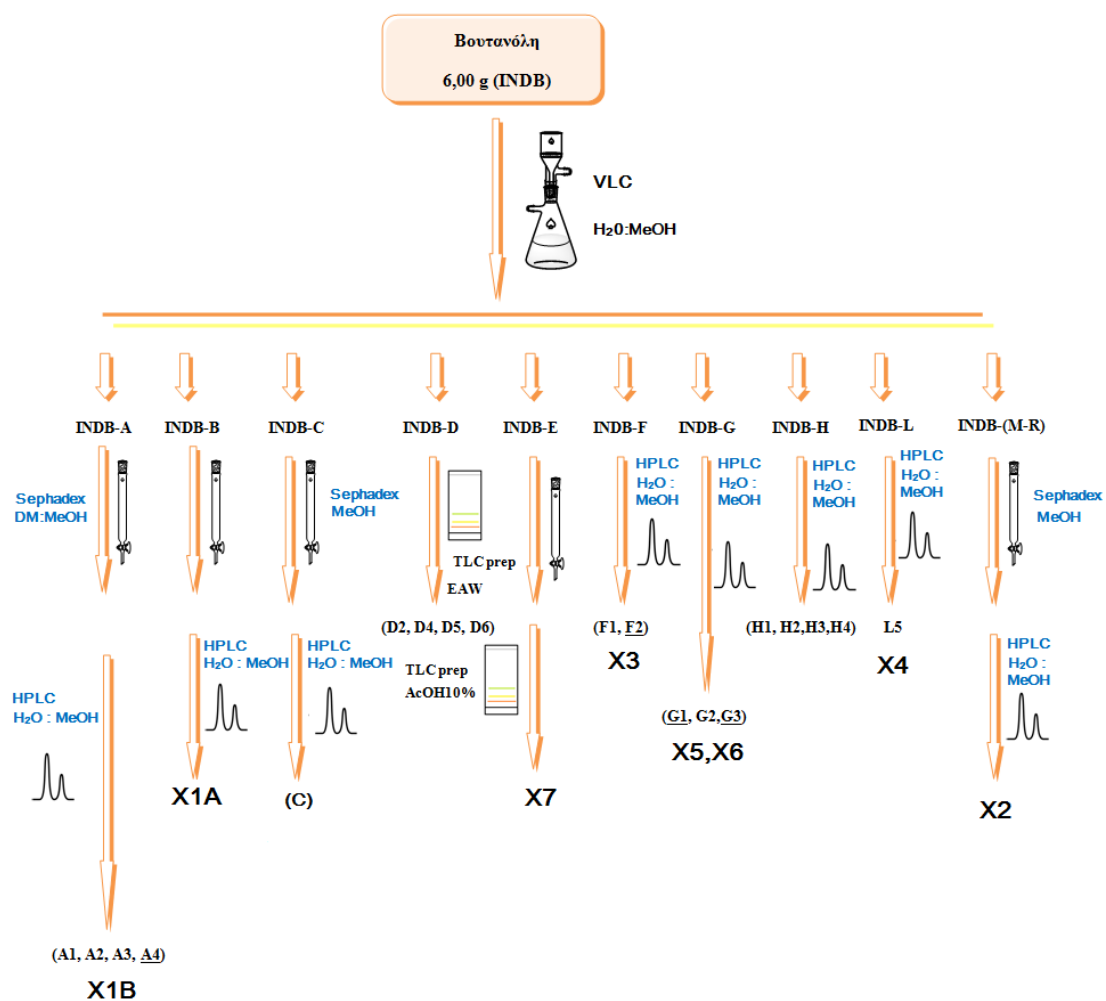 Βουτανόλη
6,00 g (INDB)
VLC
H₂0:MeOH
INDB-A
INDB-B
INDB-C
INDB-D
INDB-E
INDB-F
INDB-G
INDB-H
INDB-L
INDB-(M-R)
Sephadex
DM:MeOH
Sephadex
MeOH
TLC prep
EAW
HPLC
H₂O :
MeOH
HPLC
H₂O :
MeOH
HPLC
H₂O :
MeOH
HPLC
H₂O :
MeOH
Sephadex
MeOH
(D2, D4, D5, D6)
(F1, F2)
X3
(H1, H2,H3,H4)
L5
X4
HPLC
H₂O : MeOH
HPLC
H₂O : MeOH
HPLC
H₂O : MeOH
TLC prep
AcOH10%
HPLC
H₂O :
MeOH
(G1, G2,G3)
X5,X6
X1A
(C)
X7
X2
(A1, A2, A3, A4)
X1B